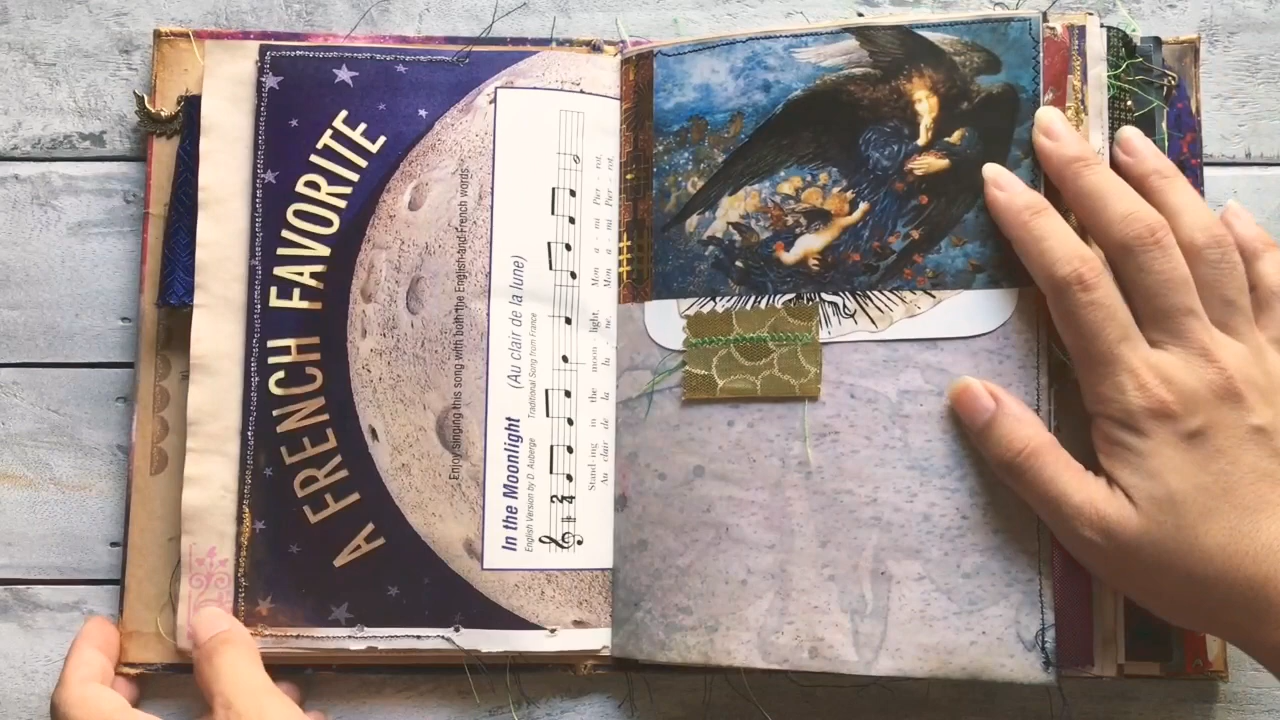 A FRENCH FAVORITE
Enjoy singing this song with both the English and French words.
In the Moonlight (Au clair de la lune)
English Version by D. Auberge Traditional Song from France
Stand - ing in the moon - light, Mon a - mi Pier - rot,
Au clair de la lu - ne, Mon a - mi Pier - rot,